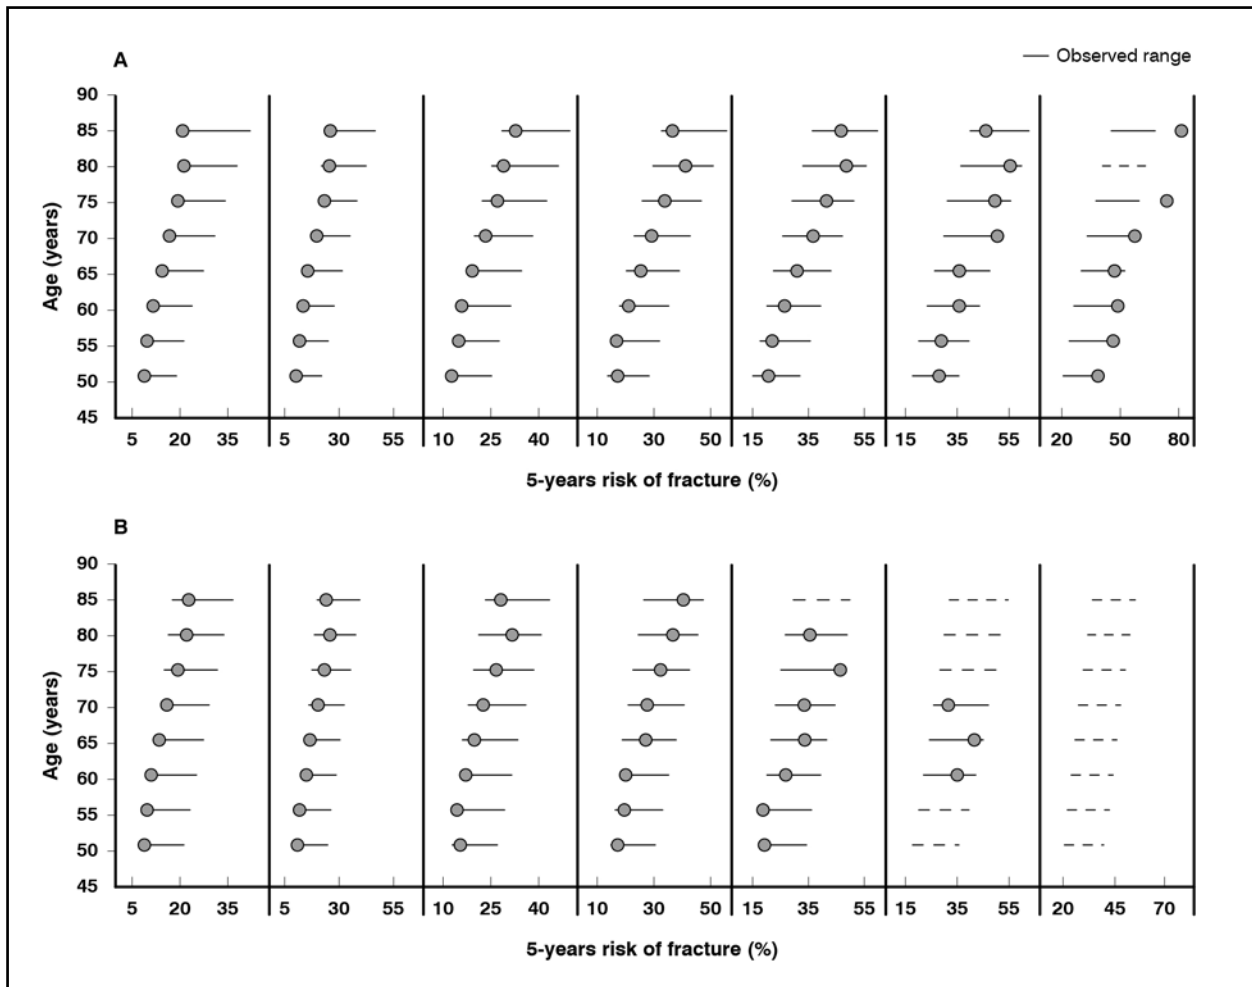 A
Observed range
90
85
80
75
70
65
60
55
50
45
Age (years)
5 20 35 5 30 55 10 25 40 10 30 50 15 35 55 15 35 55 20 50 80
5-years risk of fracture (%)
B
90
85
80
75
70
65
60
55
50
45
Age (years)
5 20 35 5 30 55 10 25 40 10 30 50 15 35 55 15 35 55 20 45 70
5-years risk of fracture (%)